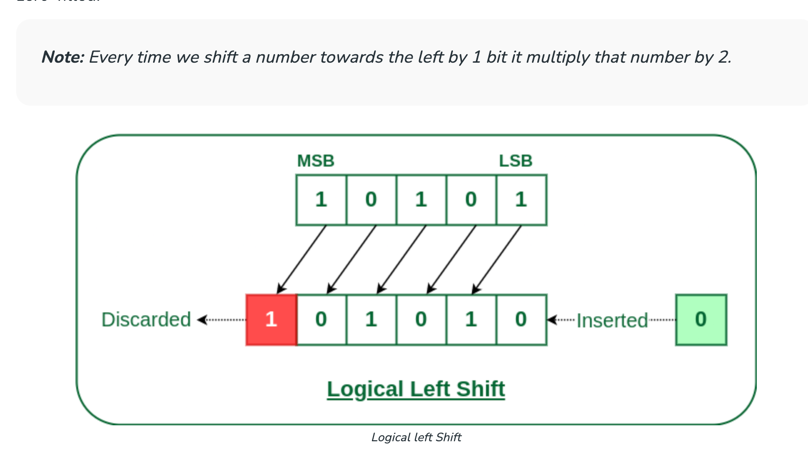 Note: Every time we shift a number towards the left by 1 bit it multiply that number by 2.
MSB LSB
1 0 1 0 1
Discarded 1 0 1 0 1 0 Inserted 0
Logical Left Shift
Logical left Shift